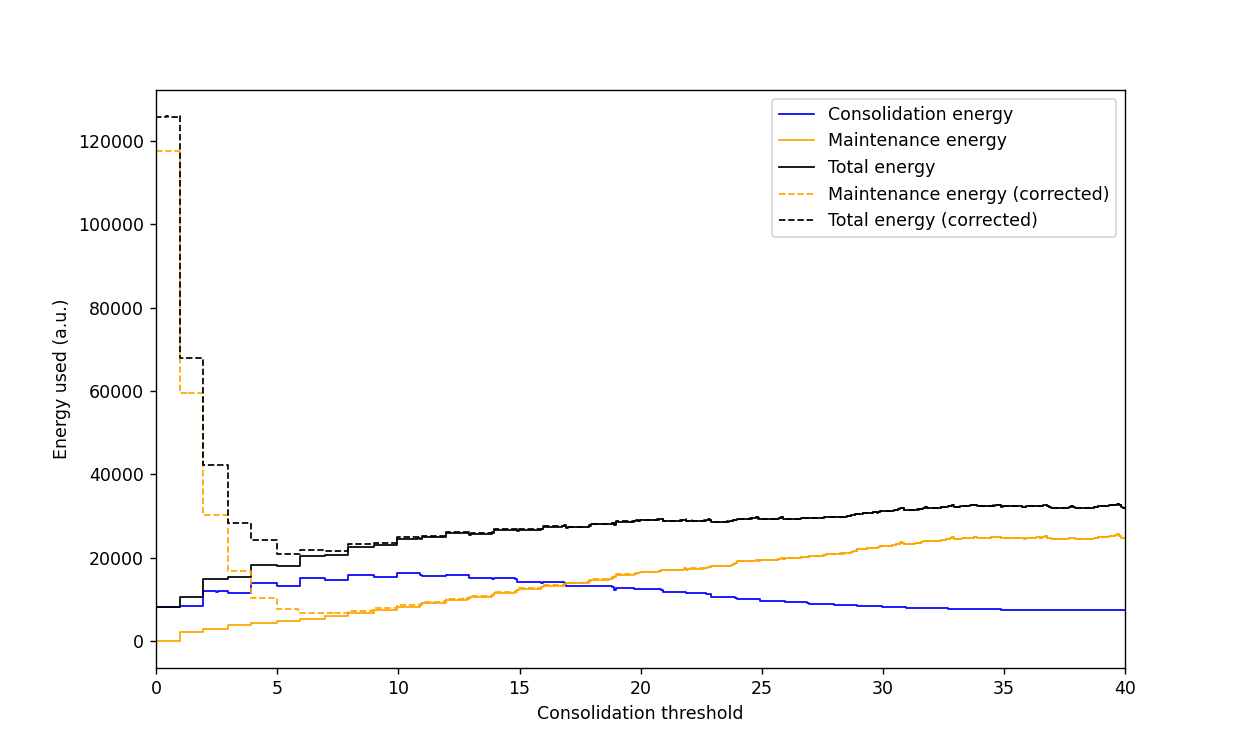 Consolidation energy
Maintenance energy
Total energy
Maintenance energy (corrected)
Total energy (corrected)
Energy used (a.u.)
120000
100000
80000
60000
40000
20000
0
0 5 10 15 20 25 30 35 40
Consolidation threshold